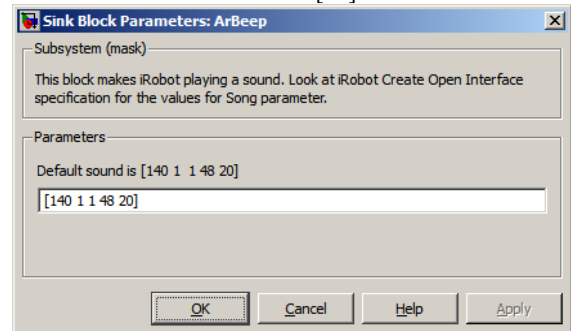 Sink Block Parameters: ArBeep
Subsystem (mask)
This block makes iRobot playing a sound. Look at iRobot Create Open Interface
specification for the values for Song parameter.
Parameters
Default sound is [140 1  1 48 20]
[140 1 1 48 20]
OK Cancel Help Apply